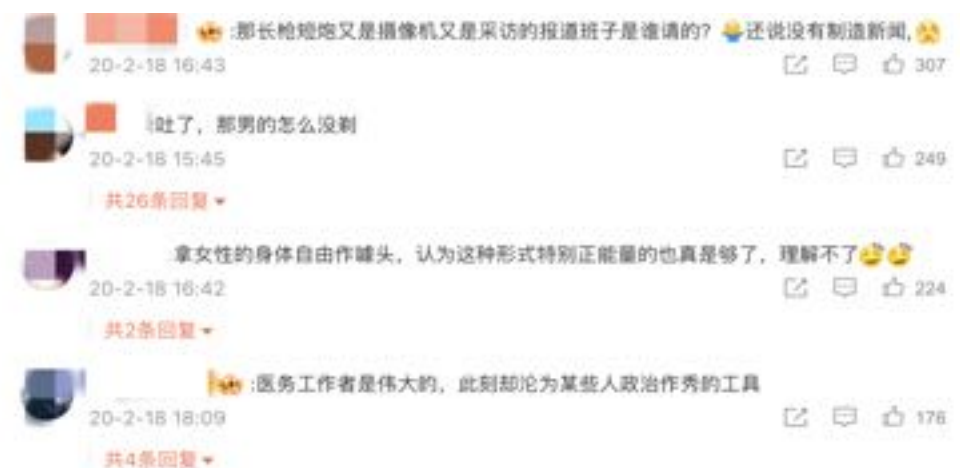 :那长枪短炮又是摄像机又是采访的报道班子是谁请的？还说没有制造新闻,
20-2-18 16:43
307
:吐了，那男的怎么没剃
20-2-18 15:45
249
共26条回复
拿女性的身体自由作噱头，认为这种形式特别正能量的也真是够了，理解不了
20-2-18 16:42
224
共2条回复
:医务工作者是伟大的，此刻却沦为某些人政治作秀的工具
20-2-18 18:09
176
共4条回复